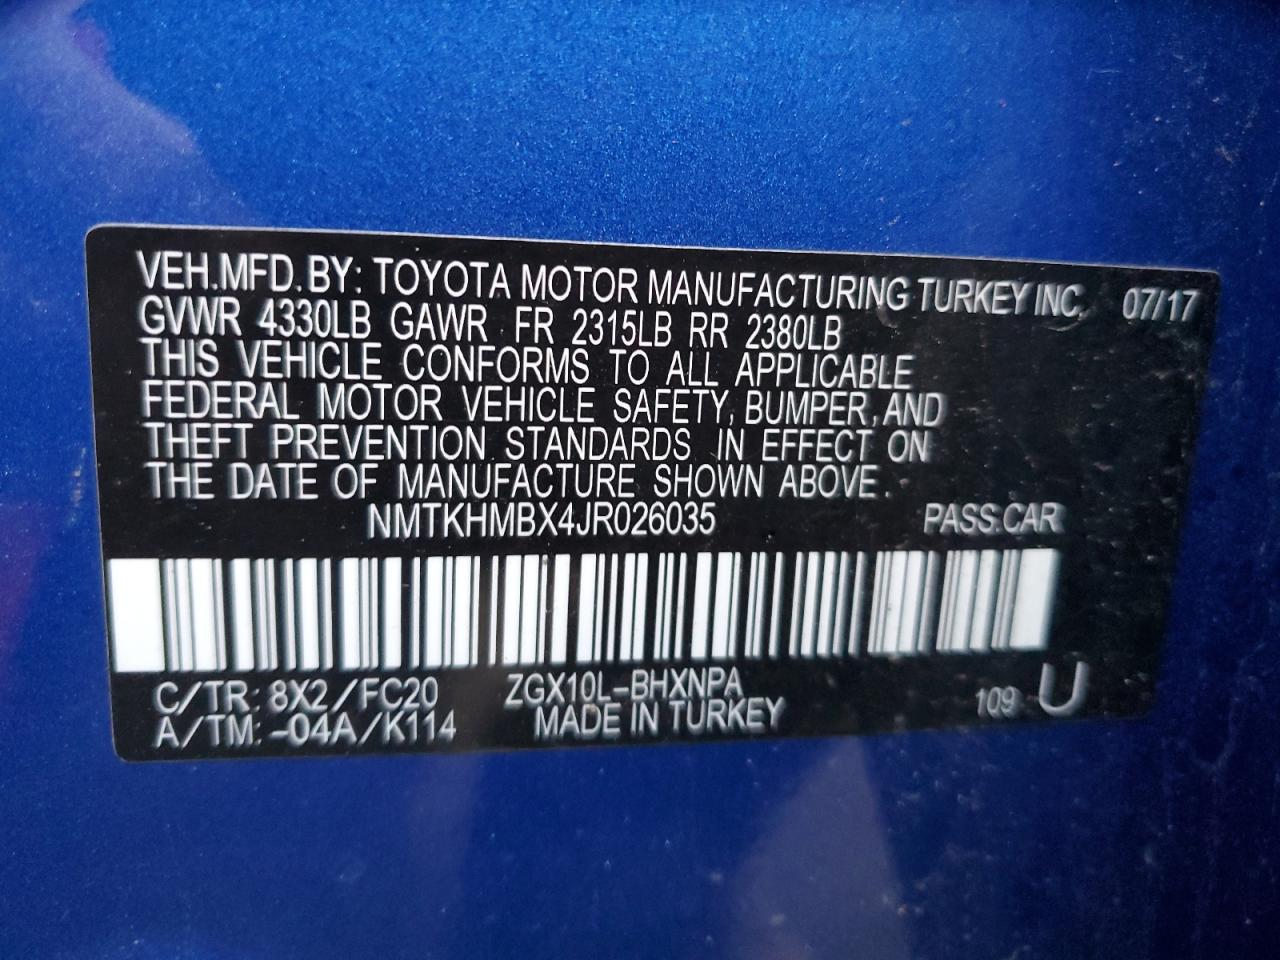 VEH.MFD.BY: TOYOTA MOTOR MANUFACTURING TURKEY INC. 07/17
GVWR 4330LB GAWR FR 2315LB RR 2380LB
THIS VEHICLE CONFORMS TO ALL APPLICABLE
FEDERAL MOTOR VEHICLE SAFETY, BUMPER, AND
THEFT PREVENTION STANDARDS IN EFFECT ON
THE DATE OF MANUFACTURE SHOWN ABOVE.
NMTKHMBX4JR026035 PASS.CAR
C/TR: 8X2/FC20 ZGX10L-BHXNPA
A/TM: -04A/K114 MADE IN TURKEY 109 U